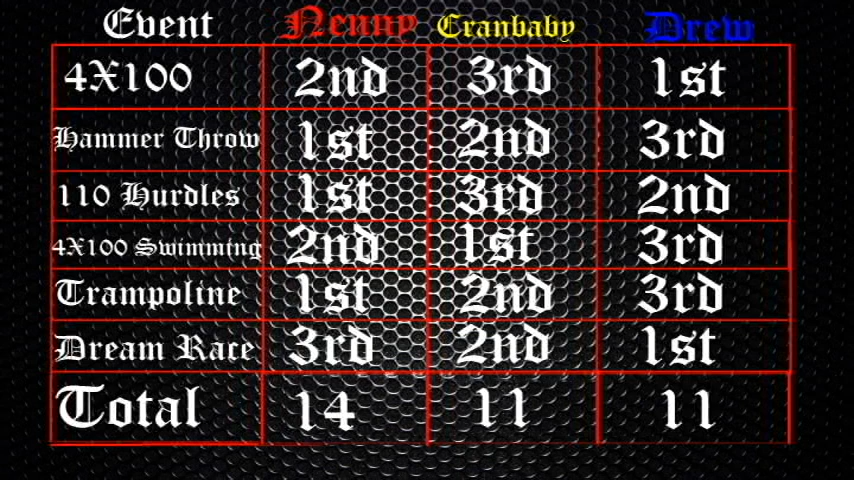 Event Nenny Cranbaby Drew
4X100 2nd 3rd 1st
Hammer Throw 1st 2nd 3rd
110 Hurdles 1st 3rd 2nd
4X100 Swimming 2nd 1st 3rd
Trampoline 1st 2nd 3rd
Dream Race 3rd 2nd 1st
Total 14 11 11